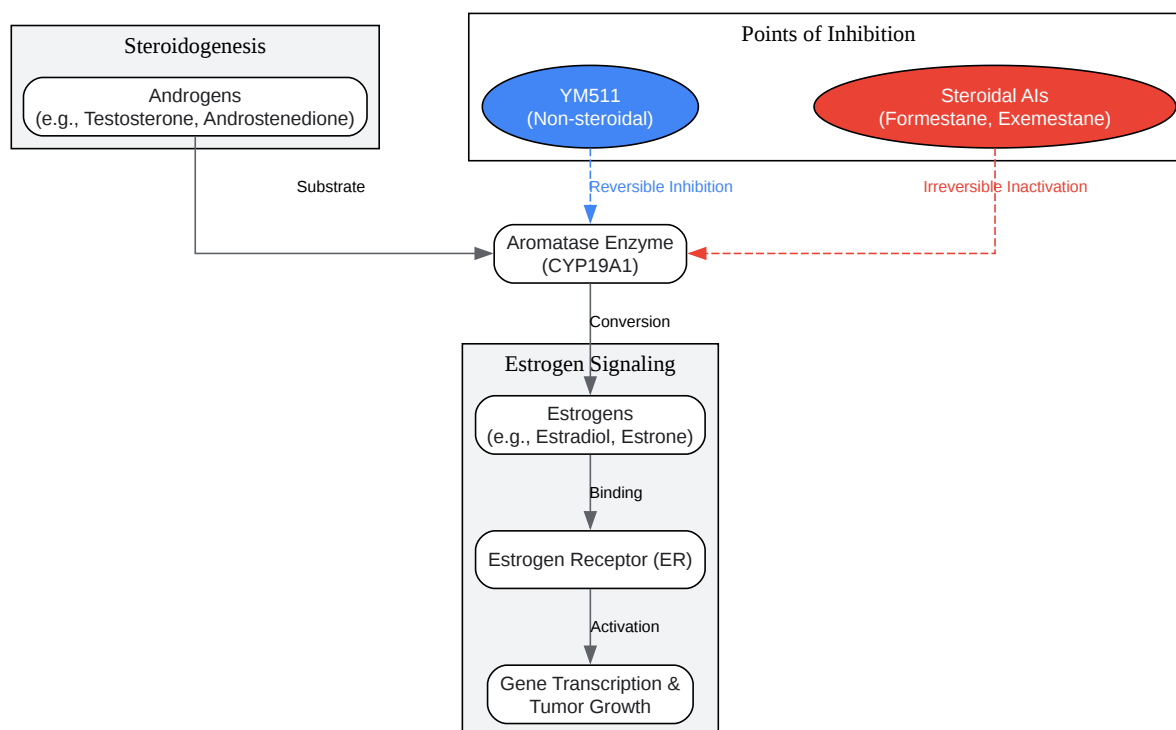 Steroidogenesis
Androgens
(e.g., Testosterone, Androstenedione)
Points of Inhibition
YM511
(Non-steroidal)
Steroidal AIs
(Formestane, Exemestane)
Substrate
Reversible Inhibition
Irreversible Inactivation
Aromatase Enzyme
(CYP19A1)
Conversion
Estrogen Signaling
Estrogens
(e.g., Estradiol, Estrone)
Binding
Estrogen Receptor (ER)
Activation
Gene Transcription &
Tumor Growth